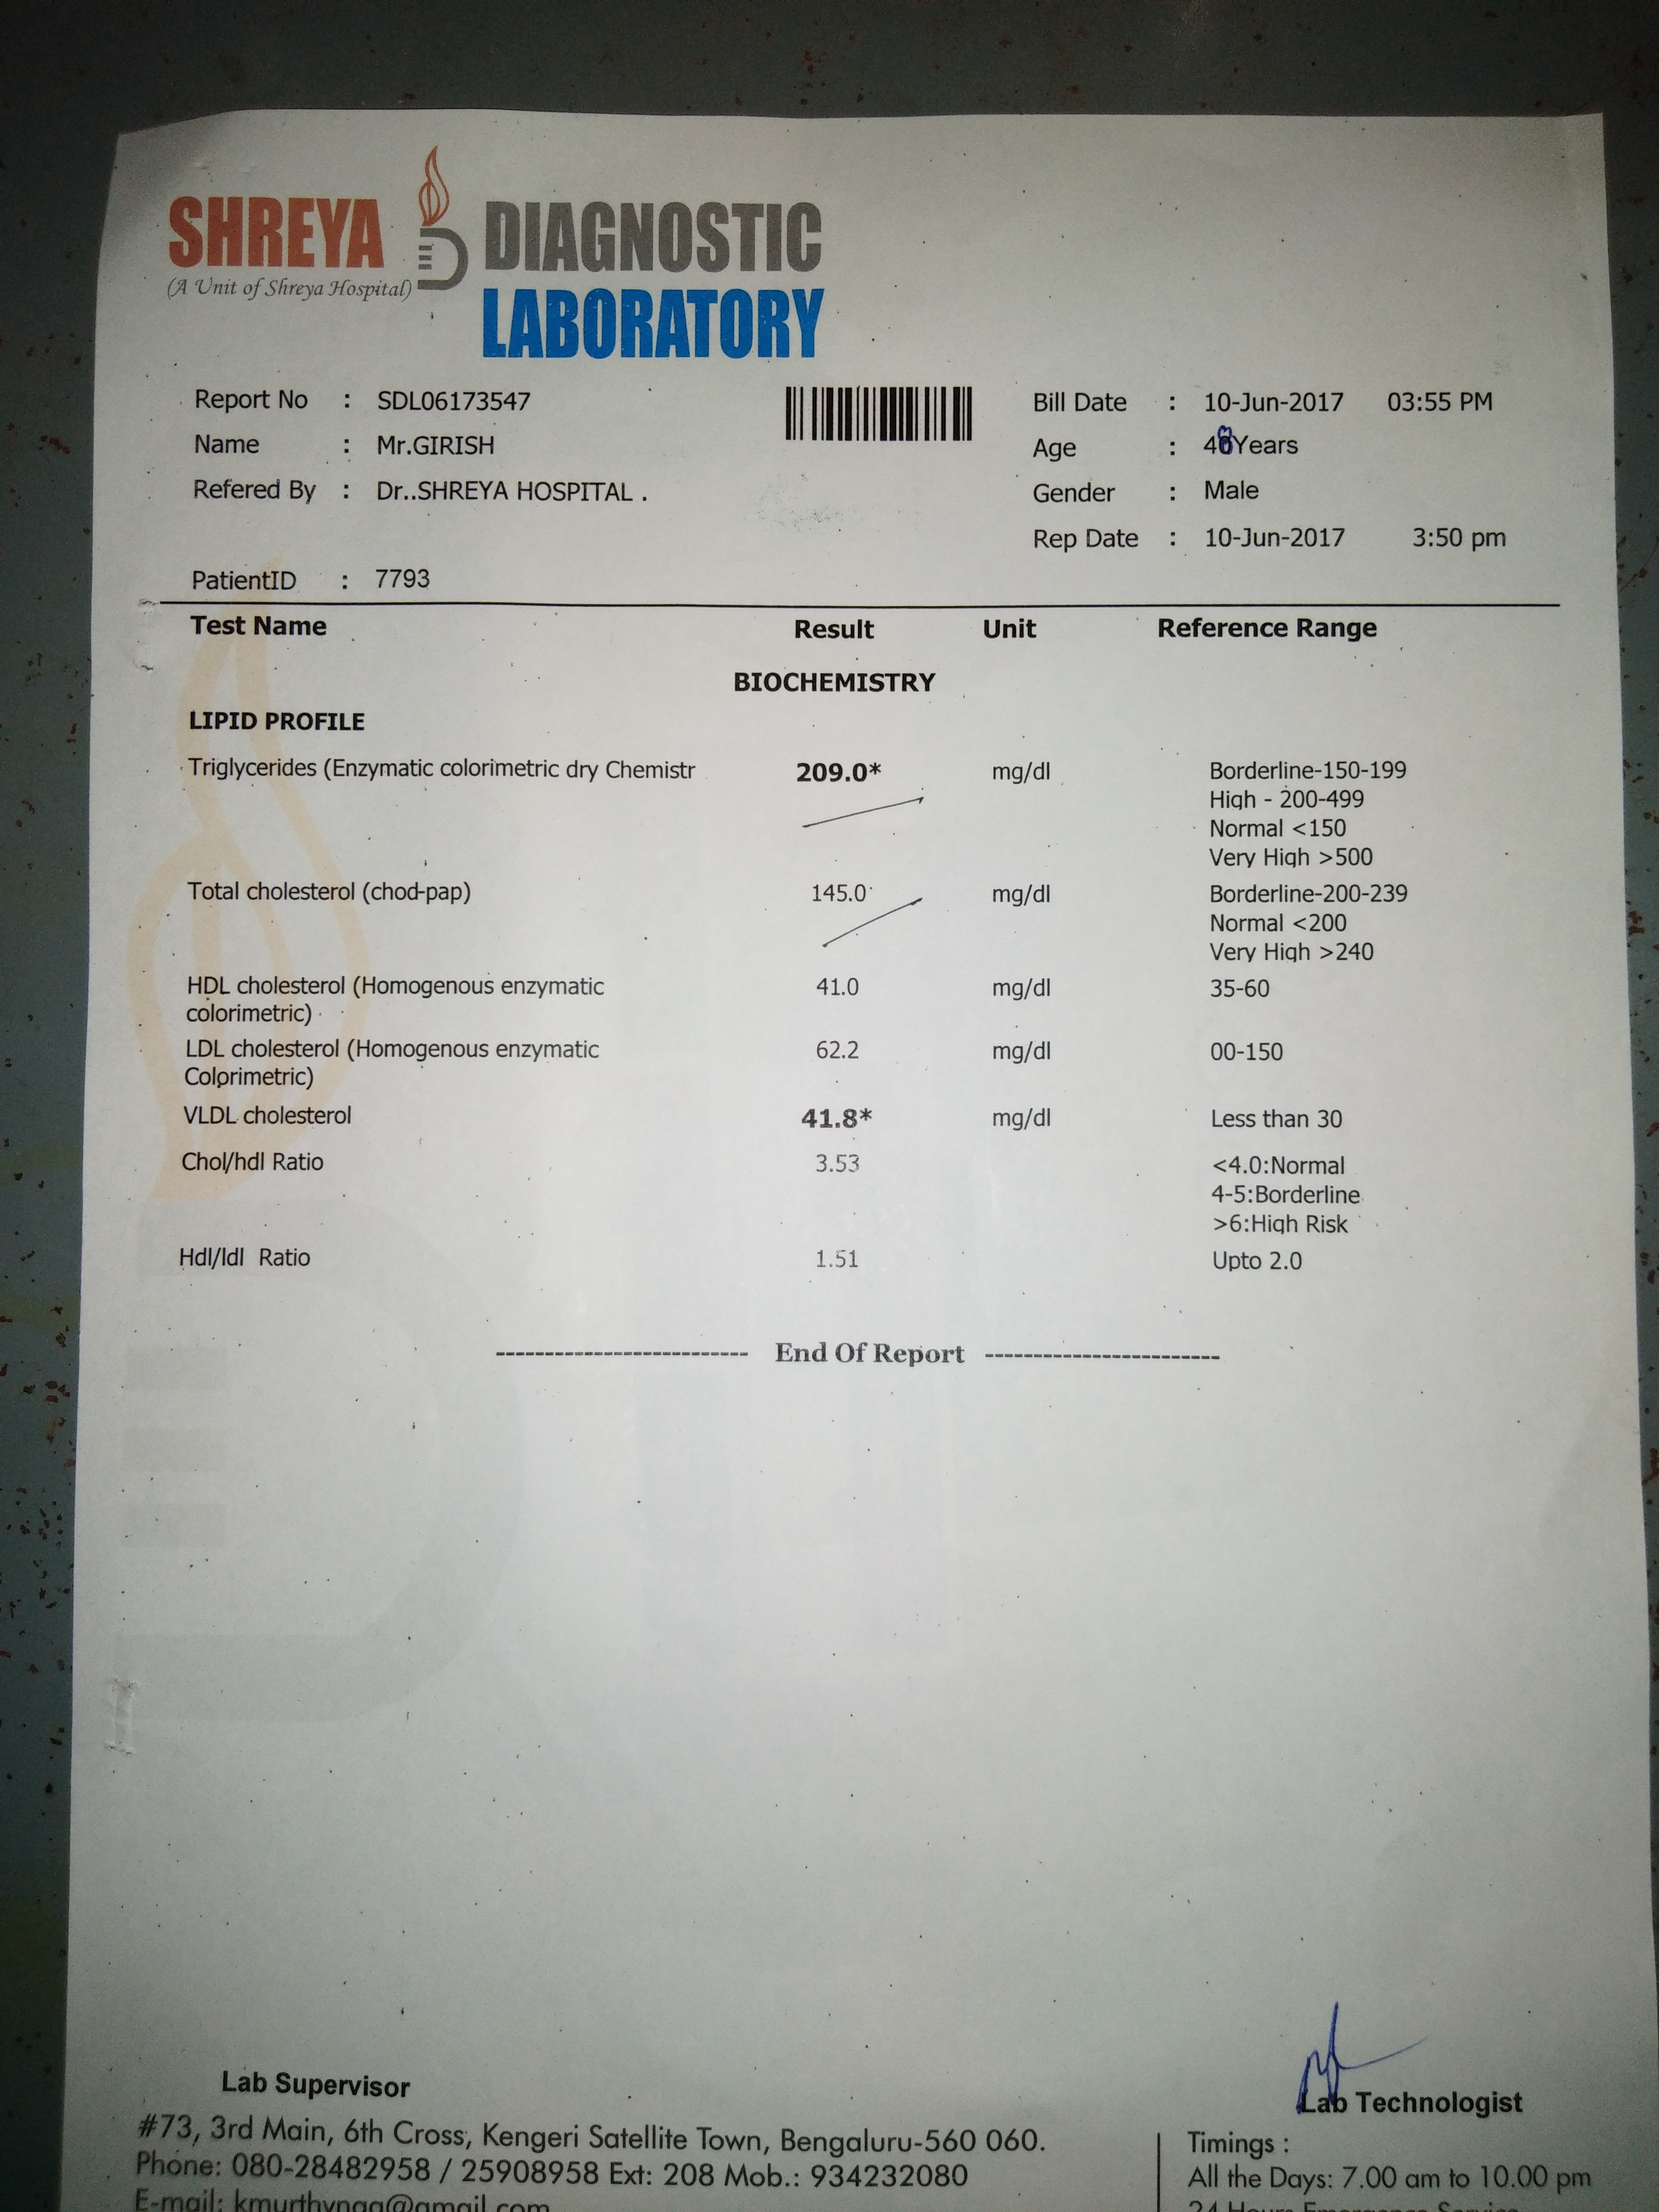 SHREYA DIAGNOSTIC
(A Unit of Shreya Hospital)
LABORATORY
Report No : SDL06173547 Bill Date : 10-Jun-2017 03:55 PM
Name : Mr.GIRISH Age : 48Years
Refered By : Dr..SHREYA HOSPITAL . Gender : Male
Rep Date : 10-Jun-2017 3:50 pm
PatientID : 7793
Test Name Result Unit Reference Range
BIOCHEMISTRY
LIPID PROFILE
Triglycerides (Enzymatic colorimetric dry Chemistr 209.0* mg/dl Borderline-150-199
High - 200-499
Normal <150
Very High >500
Total cholesterol (chod-pap) 145.0 mg/dl Borderline-200-239
Normal <200
Very High >240
HDL cholesterol (Homogenous enzymatic 41.0 mg/dl 35-60
colorimetric)
LDL cholesterol (Homogenous enzymatic 62.2 mg/dl 00-150
Colorimetric)
VLDL cholesterol 41.8* mg/dl Less than 30
Chol/hdl Ratio 3.53 <4.0:Normal
4-5:Borderline
>6:High Risk
Hdl/ldl Ratio 1.51 Upto 2.0
------------------------- End Of Report -----------------------
Lab Supervisor Lab Technologist
#73, 3rd Main, 6th Cross, Kengeri Satellite Town, Bengaluru-560 060. Timings :
Phone: 080-28482958 / 25908958 Ext: 208 Mob.: 934232080 All the Days: 7.00 am to 10.00 pm
E-mail: kmurthynag@gmail.com 24 Hours Emergency Service